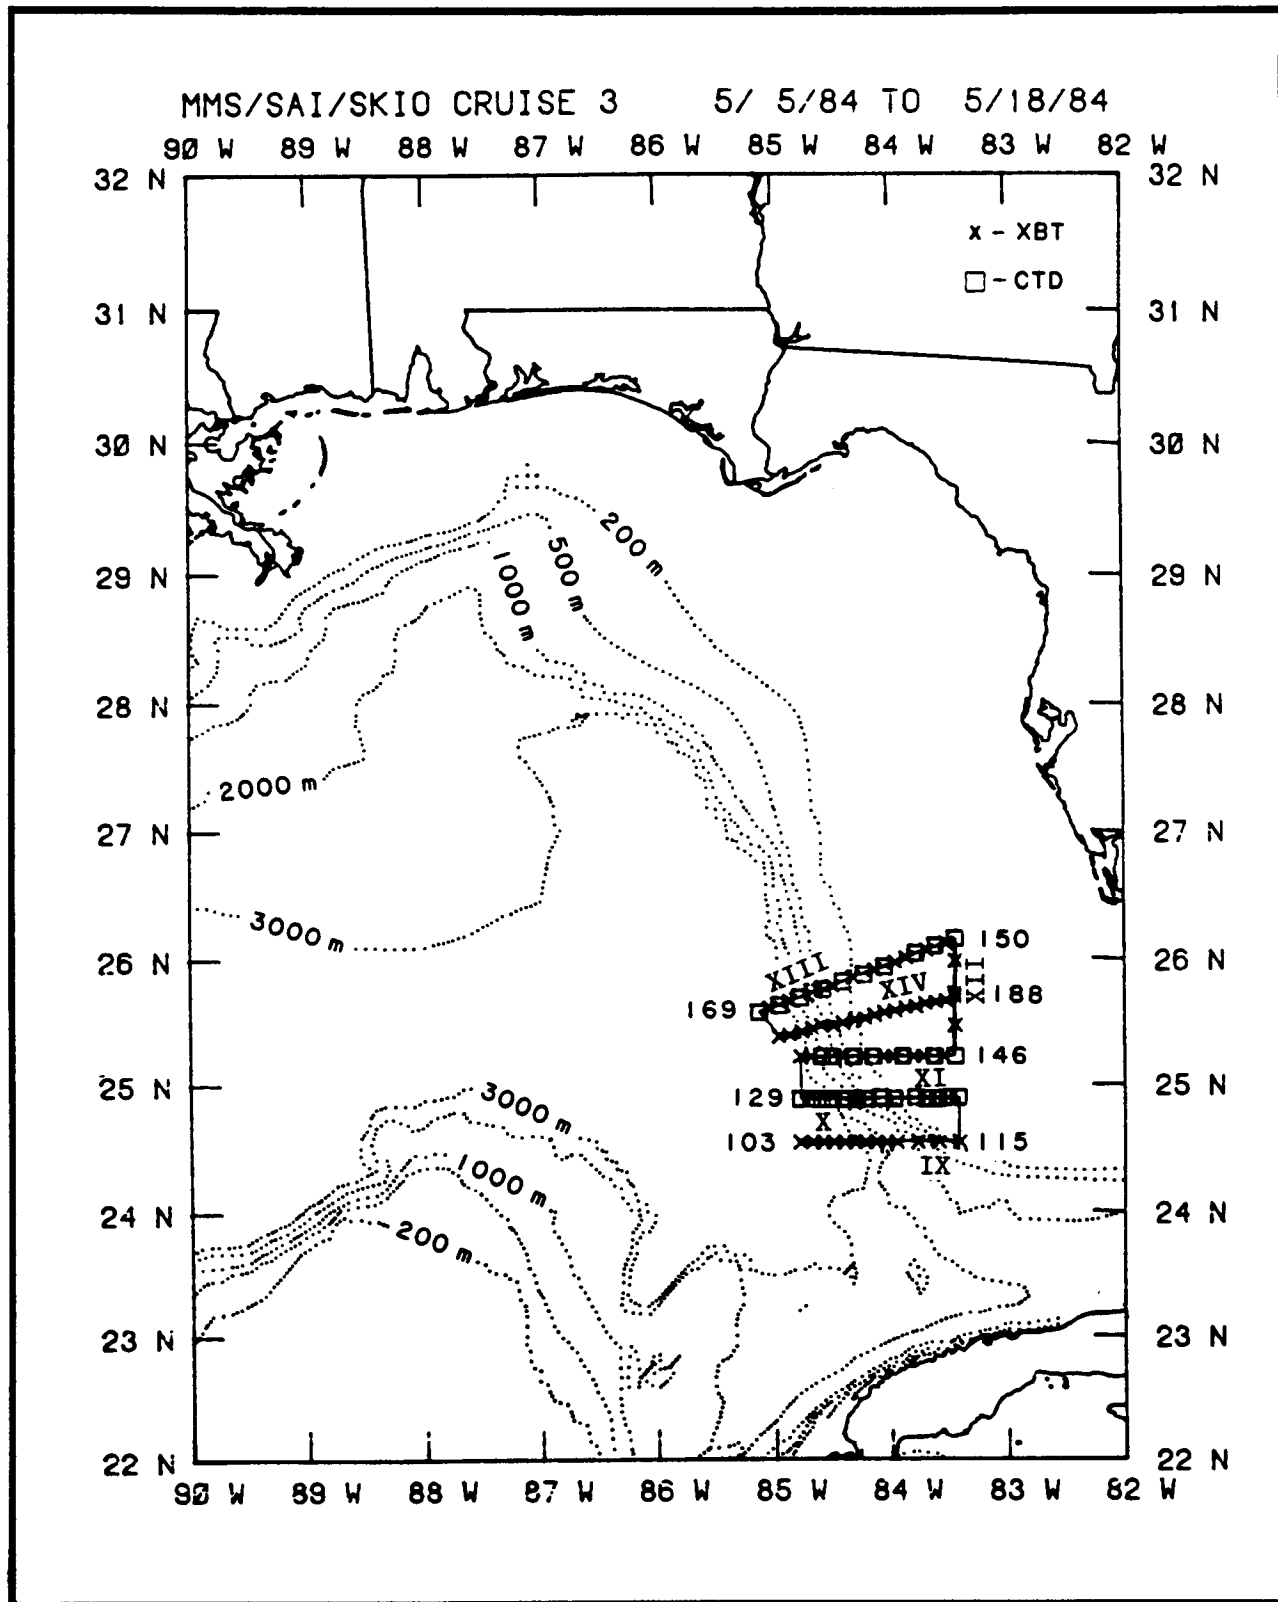 MMS/SAI/SKIO CRUISE 3 5/ 5/84 TO 5/18/84
90 W 89 W 88 W 87 W 86 W 85 W 84 W 83 W 82 W
32 N 32 N
x - XBT
□ - CTD
31 N 31 N
30 N 30 N
200 m
500 m
1000 m
29 N 29 N
28 N 28 N
2000 m
27 N 27 N
3000 m
150
26 N 26 N
XIII
XII
XIV
188
169
146
25 N 25 N
XI
3000 m
129
X
103 115
IX
1000 m
24 N 24 N
200 m
23 N 23 N
22 N 22 N
90 W 89 W 88 W 87 W 86 W 85 W 84 W 83 W 82 W